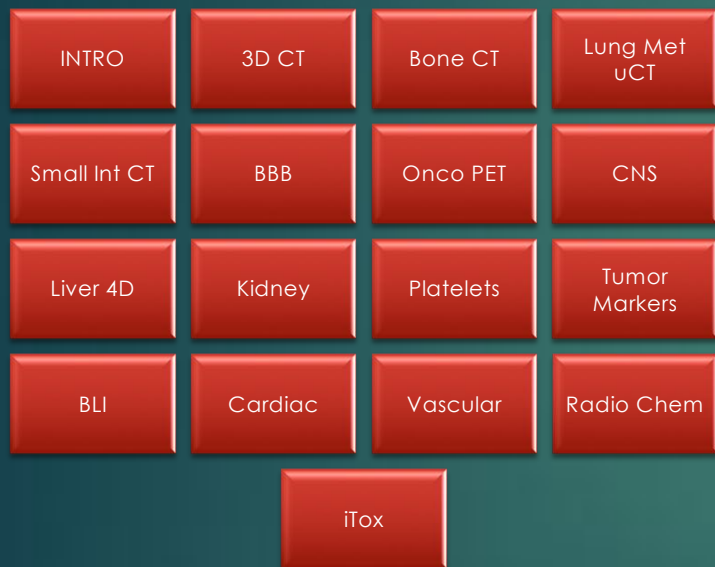 INTRO
3D CT
Bone CT
Lung Met
uCT
Small Int CT
BBB
Onco PET
CNS
Liver 4D
Kidney
Platelets
Tumor
Markers
BLI
Cardiac
Vascular
Radio Chem
iTox